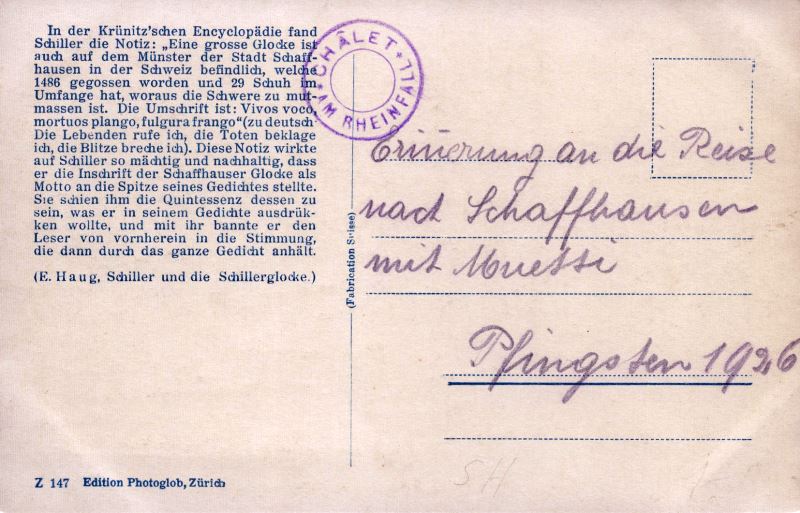 In der Krünitz'schen Encyclopädie fand
Schiller die Notiz: „Eine grosse Glocke ist
auch auf dem Münster der Stadt Schaff-
hausen in der Schweiz befindlich, welche
1486 gegossen worden und 29 Schuh im
Umfange hat, woraus die Schwere zu mut-
massen ist. Die Umschrift ist: Vivos voco,
mortuos plango, fulgura frango“ (zu deutsch
Die Lebenden rufe ich, die Toten beklage
ich, die Blitze breche ich). Diese Notiz wirkte
auf Schiller so mächtig und nachhaltig, dass
er die Inschrift der Schaffhauser Glocke als
Motto an die Spitze seines Gedichtes stellte.
Sie schien ihm die Quintessenz dessen zu
sein, was er in seinem Gedichte ausdrük-
ken wollte, und mit ihr bannte er den
Leser von vornherein in die Stimmung,
die dann durch das ganze Gedicht anhält.
(E. Haug, Schiller und die Schillerglocke.)
CHÂLET
AM RHEINFALL
(Fabrication Suisse)
Erinnerung an die Reise
nach Schaffhausen
mit Muetti
Pfingsten 1926
SH
Z 147 Edition Photoglob, Zürich